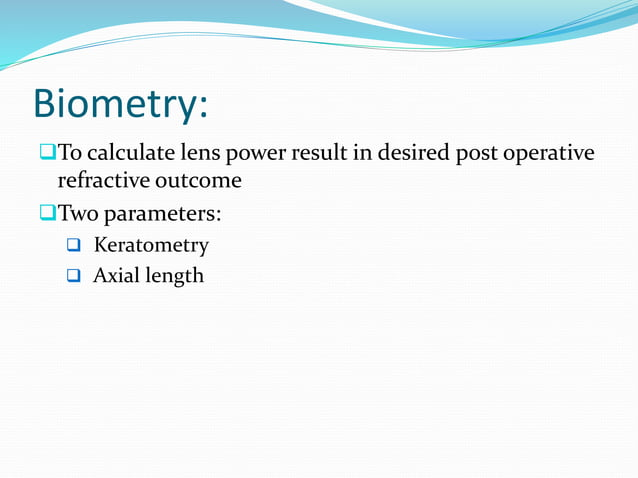 Biometry:
To calculate lens power result in desired post operative
refractive outcome
Two parameters:
Keratometry
Axial length